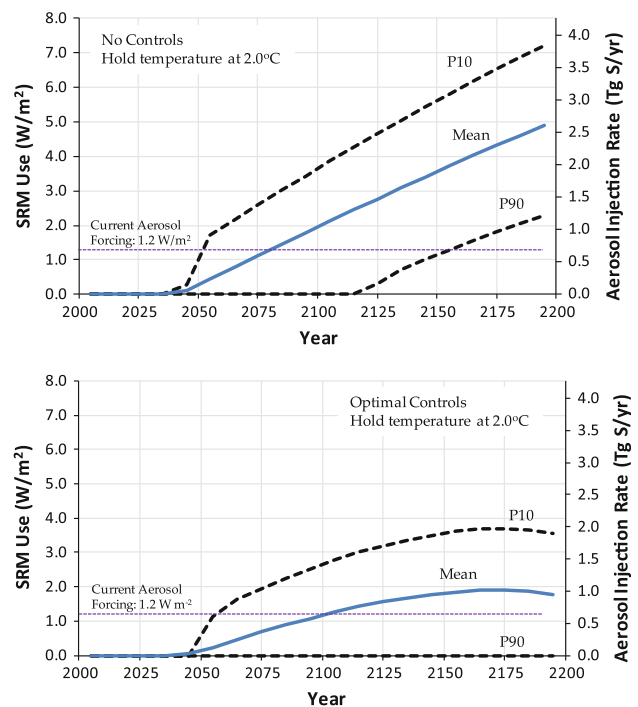 No Controls
Hold temperature at 2.0°C
P10
Mean
P90
Current Aerosol
Forcing: 1.2 W/m²
SRM Use (W/m²)
8.0
7.0
6.0
5.0
4.0
3.0
2.0
1.0
0.0
Aerosol Injection Rate (Tg S/yr)
4.0
3.5
3.0
2.5
2.0
1.5
1.0
0.5
0.0
2000 2025 2050 2075 2100 2125 2150 2175 2200
Year
Optimal Controls
Hold temperature at 2.0°C
P10
Mean
P90
Current Aerosol
Forcing: 1.2 W m⁻²
SRM Use (W/m²)
8.0
7.0
6.0
5.0
4.0
3.0
2.0
1.0
0.0
Aerosol Injection Rate (Tg S/yr)
4.0
3.5
3.0
2.5
2.0
1.5
1.0
0.5
0.0
2000 2025 2050 2075 2100 2125 2150 2175 2200
Year